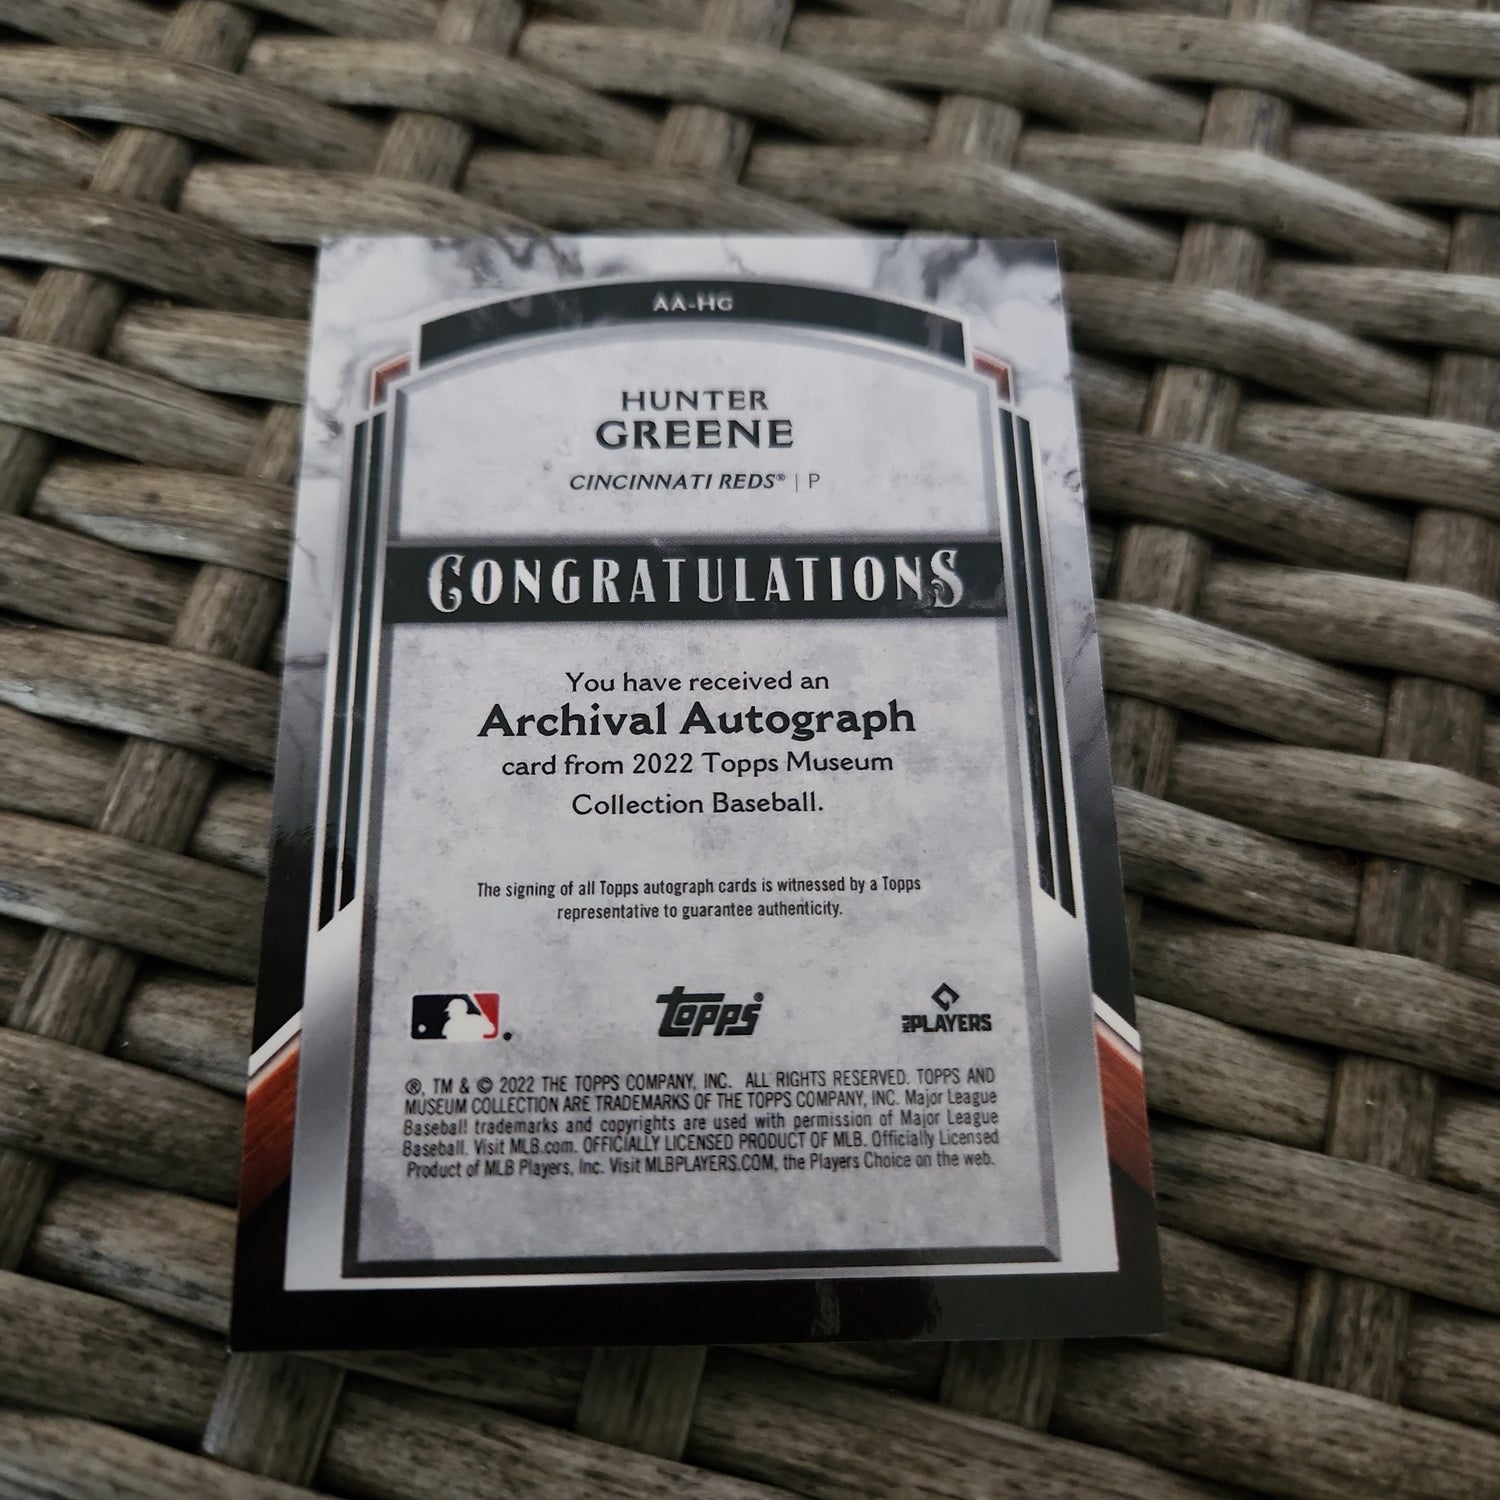 AA-HG
HUNTER
GREENE
CINCINNATI REDS® | P
CONGRATULATIONS
You have received an
Archival Autograph
card from 2022 Topps Museum
Collection Baseball.
The signing of all Topps autograph cards is witnessed by a Topps
representative to guarantee authenticity.
Topps
MLB PLAYERS
®, TM & © 2022 THE TOPPS COMPANY, INC. ALL RIGHTS RESERVED. TOPPS AND
MUSEUM COLLECTION ARE TRADEMARKS OF THE TOPPS COMPANY, INC. Major League
Baseball trademarks and copyrights are used with permission of Major League
Baseball. Visit MLB.com. OFFICIALLY LICENSED PRODUCT OF MLB. Officially Licensed
Product of MLB Players, Inc. Visit MLBPLAYERS.COM, the Players Choice on the web.